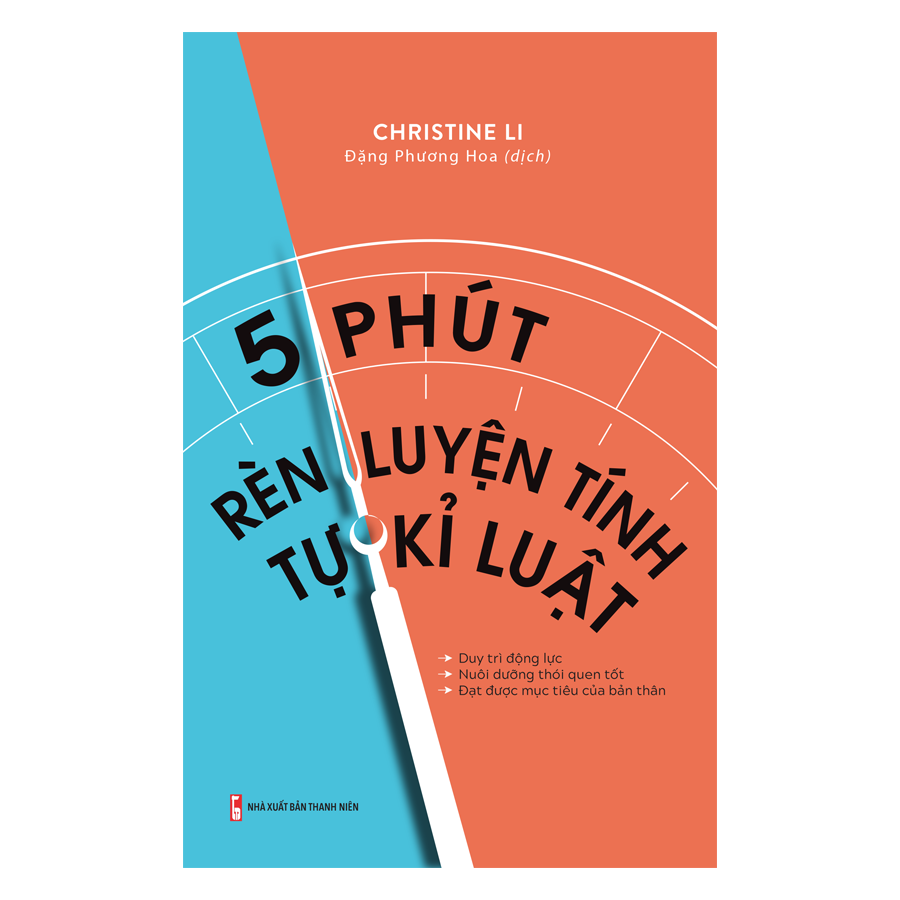 CHRISTINE LI
Đặng Phương Hoa (dịch)
5 PHÚT
RÈN LUYỆN TÍNH
TỰ KỈ LUẬT
Duy trì động lực
Nuôi dưỡng thói quen tốt
Đạt được mục tiêu của bản thân
NHÀ XUẤT BẢN THANH NIÊN